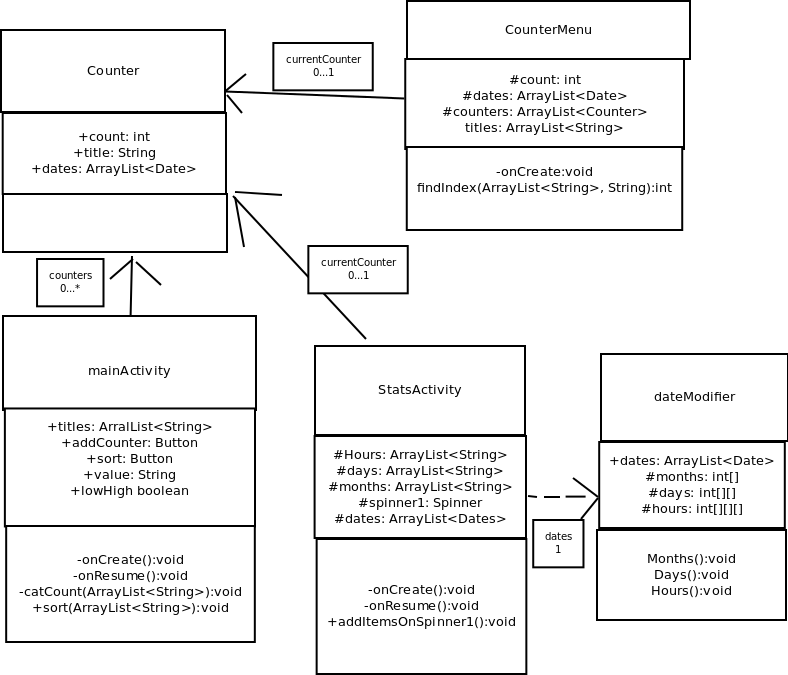 CounterMenu
#count: int
#dates: ArrayList<Date>
#counters: ArrayList<Counter>
titles: ArrayList<String>
-onCreate:void
findIndex(ArrayList<String>, String):int
currentCounter
0...1
Counter
+count: int
+title: String
+dates: ArrayList<Date>
currentCounter
0...1
counters
0...*
mainActivity
+titles: ArralList<String>
+addCounter: Button
+sort: Button
+value: String
+lowHigh boolean
-onCreate():void
-onResume():void
-catCount(ArrayList<String>):void
+sort(ArrayList<String>):void
StatsActivity
#Hours: ArrayList<String>
#days: ArrayList<String>
#months: ArrayList<String>
#spinner1: Spinner
#dates: ArrayList<Dates>
-onCreate():void
-onResume():void
+addItemsOnSpinner1():void
dates
1
dateModifier
+dates: ArrayList<Date>
#months: int[]
#days: int[][]
#hours: int[][][]
Months():void
Days():void
Hours():void